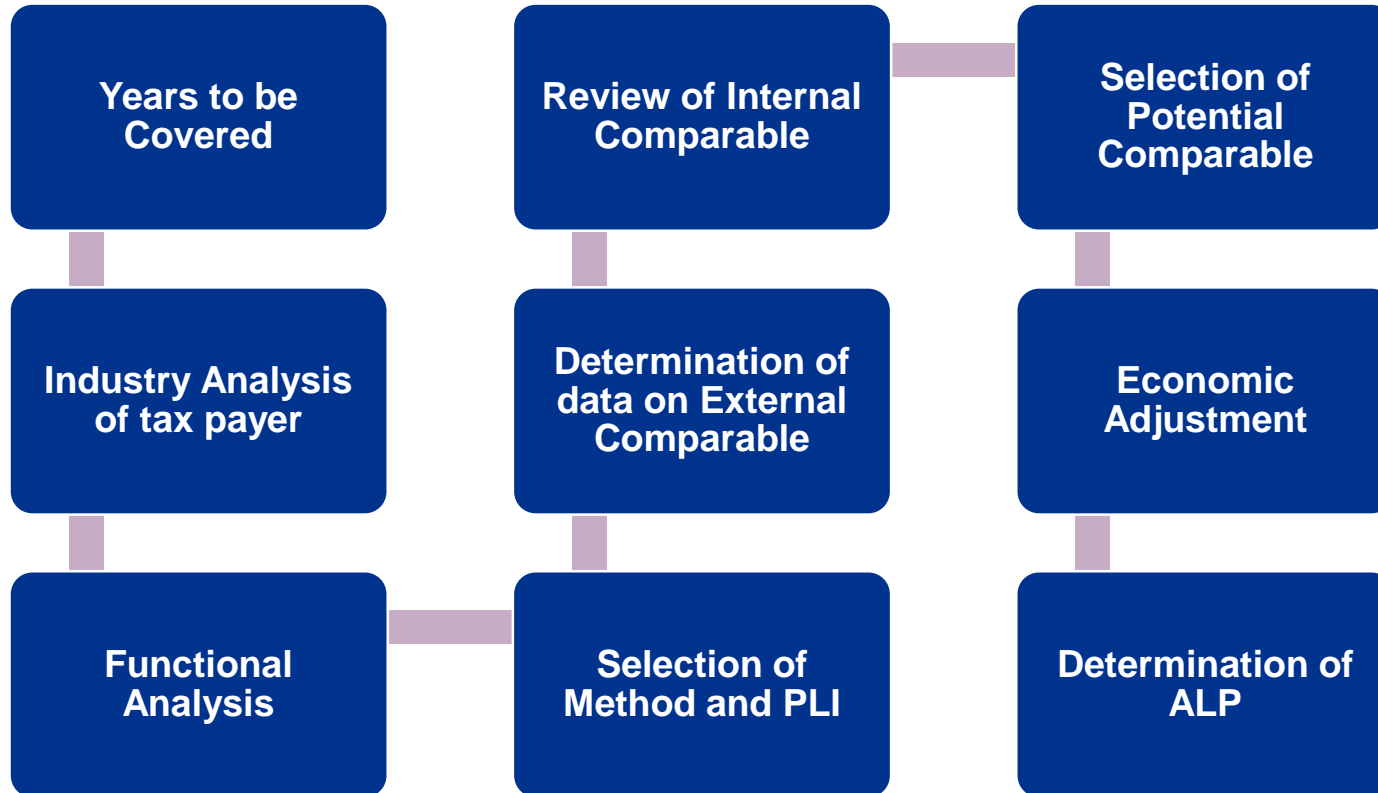 Years to be
Covered
Industry Analysis
of tax payer
Functional
Analysis
Selection of
Method and PLI
Determination of
data on External
Comparable
Review of Internal
Comparable
Selection of
Potential
Comparable
Economic
Adjustment
Determination of
ALP